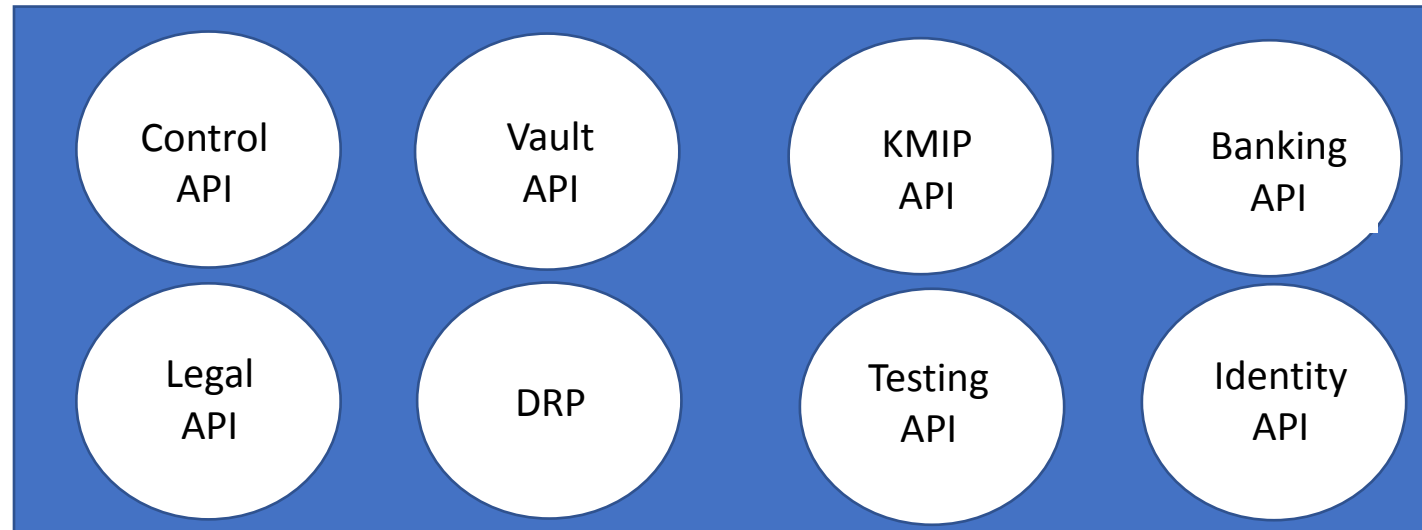 Control
API
Vault
API
KMIP
API
Banking
API
Legal
API
DRP
Testing
API
Identity
API